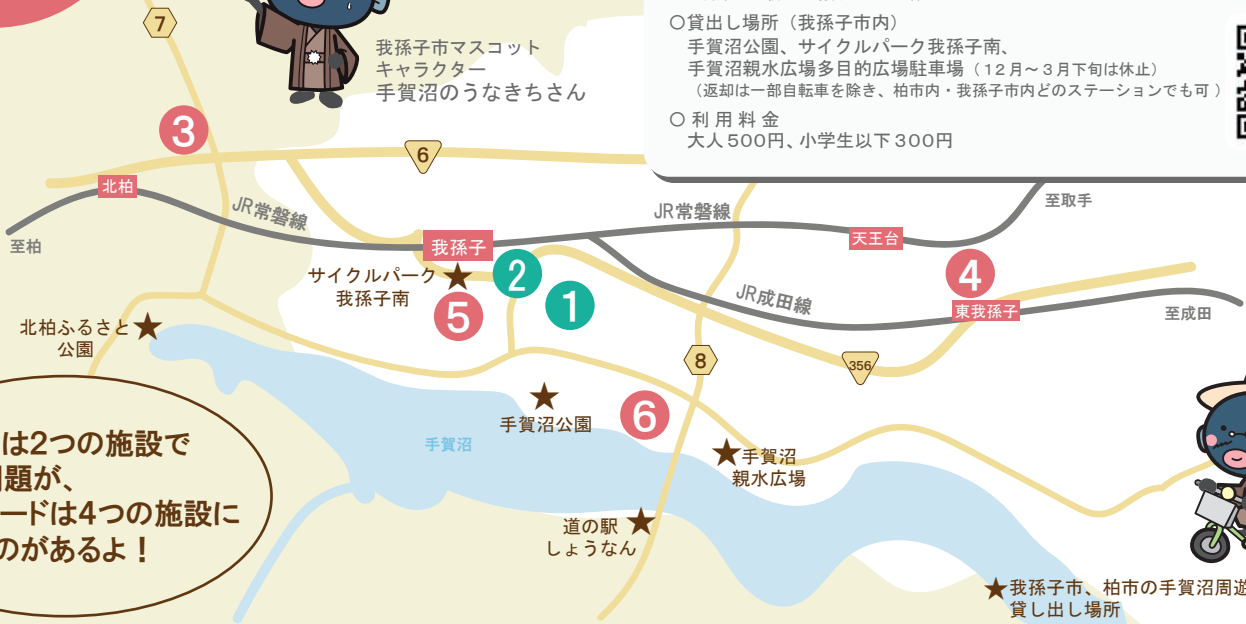 〇貸出し場所（我孫子市内）
手賀沼公園、サイクルパーク我孫子南、
手賀沼親水広場多目的広場駐車場（12月～3月下旬は休止）
（返却は一部自転車を除き、柏市内・我孫子市内どのステーションでも可）
〇利用料金
大人500円、小学生以下300円
7
我孫子市マスコット
キャラクター
手賀沼のうなきちさん
3
6
北柏
JR常磐線
JR常磐線
至取手
至柏
我孫子
天王台
サイクルパーク
我孫子南
2
1
5
4
JR成田線
東我孫子
至成田
北柏ふるさと
公園
8
356
手賀沼公園
6
手賀沼
手賀沼
親水広場
道の駅
しょうなん
は2つの施設で
題が、
ードは4つの施設に
のがあるよ！
我孫子市、柏市の手賀沼周遊
貸し出し場所